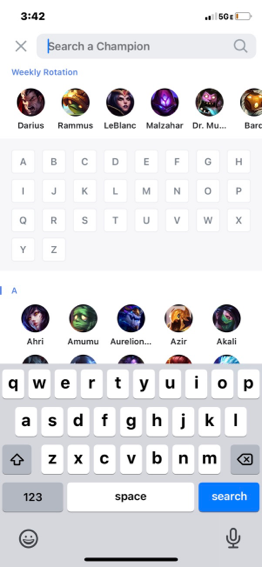 3:42
5GE
Search a Champion
Weekly Rotation
Darius Rammus LeBlanc Malzahar Dr. Mu... Bard
A B C D E F G H
I J K L M N O P
Q R S T U V W X
Y Z
A
Ahri Amumu Aurelion... Azir Akali
q w e r t y u i o p
a s d f g h j k l
z x c v b n m
123 space search